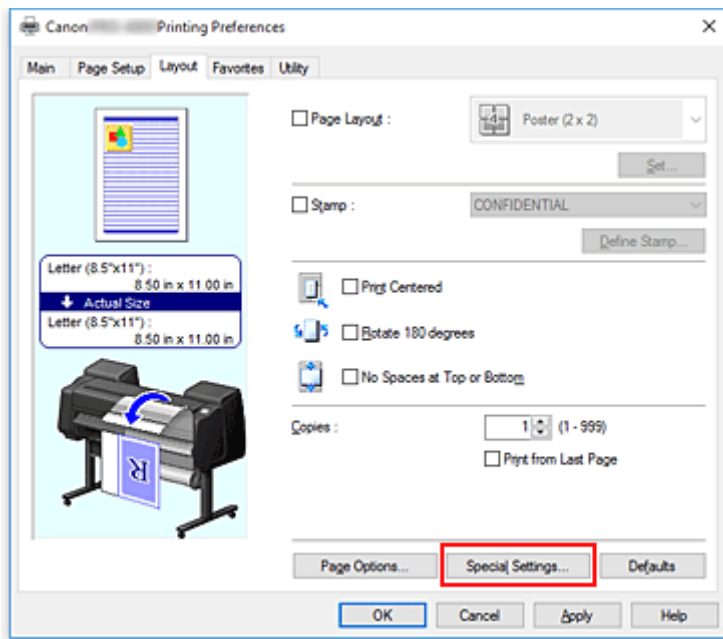 Canon Printing Preferences
Main Page Setup Layout Favorites Utility
Page Layout : Poster (2 x 2)
Set...
Stamp : CONFIDENTIAL
Define Stamp...
Letter (8.5"x11") :
8.50 in x 11.00 in
Actual Size
Letter (8.5"x11") :
8.50 in x 11.00 in
Print Centered
Rotate 180 degrees
No Spaces at Top or Bottom
Copies : 1 (1 - 999)
Print from Last Page
R
Page Options... Special Settings... Defaults
OK Cancel Apply Help